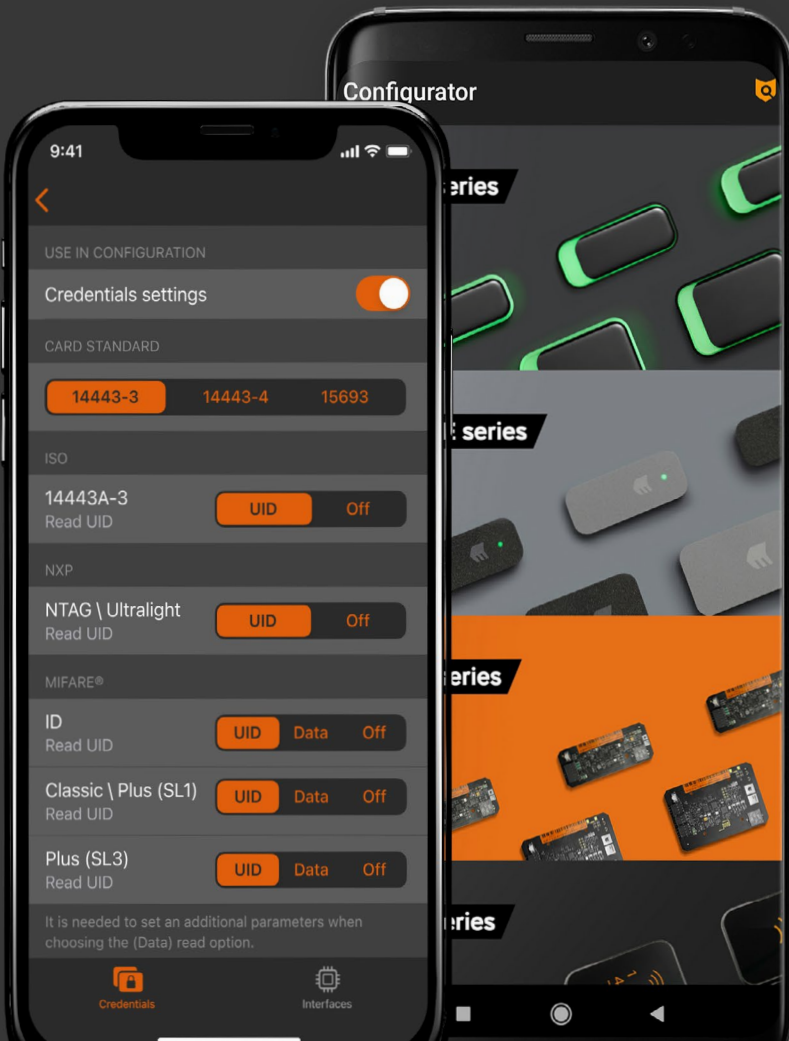 Configurator
eries
E series
eries
eries
9:41
USE IN CONFIGURATION
Credentials settings
CARD STANDARD
14443-3 14443-4 15693
ISO
14443A-3
Read UID
UID Off
NXP
NTAG \ Ultralight
Read UID
UID Off
MIFARE®
ID
Read UID
UID Data Off
Classic \ Plus (SL1)
Read UID
UID Data Off
Plus (SL3)
Read UID
UID Data Off
It is needed to set an additional parameters when
choosing the (Data) read option.
Credentials Interfaces